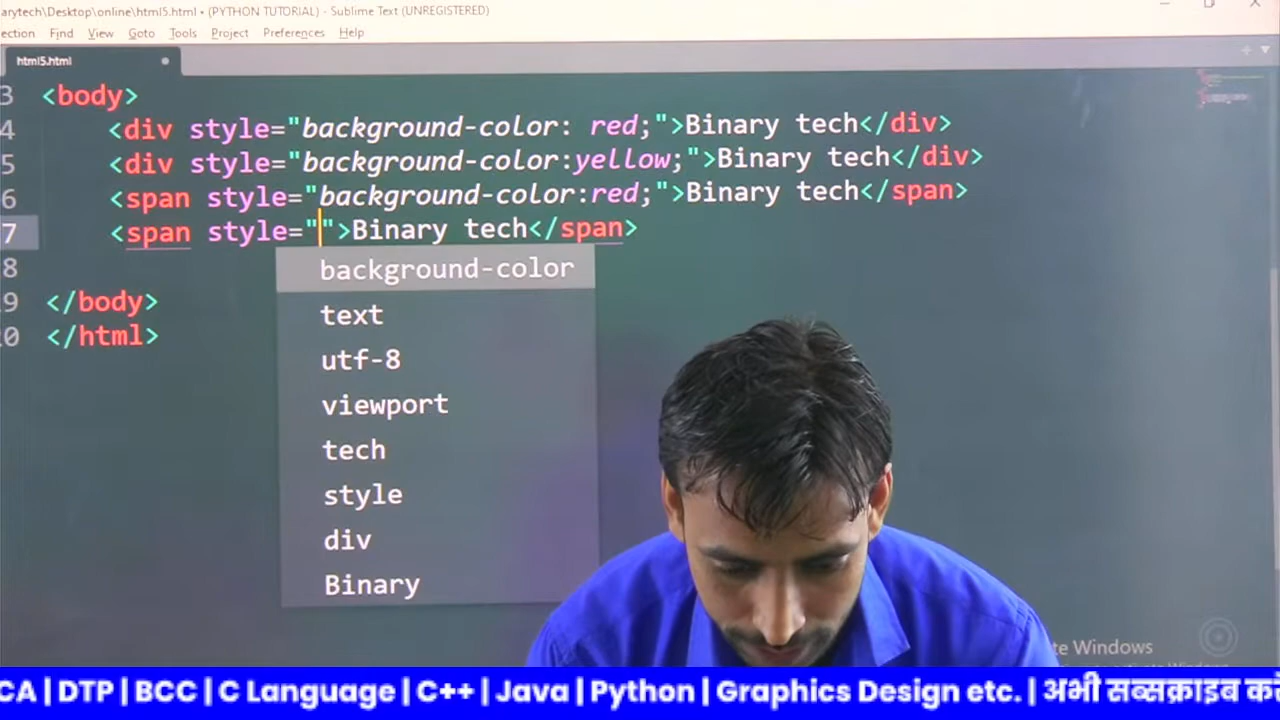 arytech\Desktop\online\html5.html • (PYTHON TUTORIAL) - Sublime Text (UNREGISTERED)
ection Find View Goto Tools Project Preferences Help
html5.html
3 <body>
4 <div style="background-color: red;">Binary tech</div>
5 <div style="background-color:yellow;">Binary tech</div>
6 <span style="background-color:red;">Binary tech</span>
7 <span style="">Binary tech</span>
8
9 </body>
0 </html>
background-color
text
utf-8
viewport
tech
style
div
Binary
te Windows
CA | DTP | BCC | C Language | C++ | Java | Python | Graphics Design etc. | अभी सब्सक्राइब करें